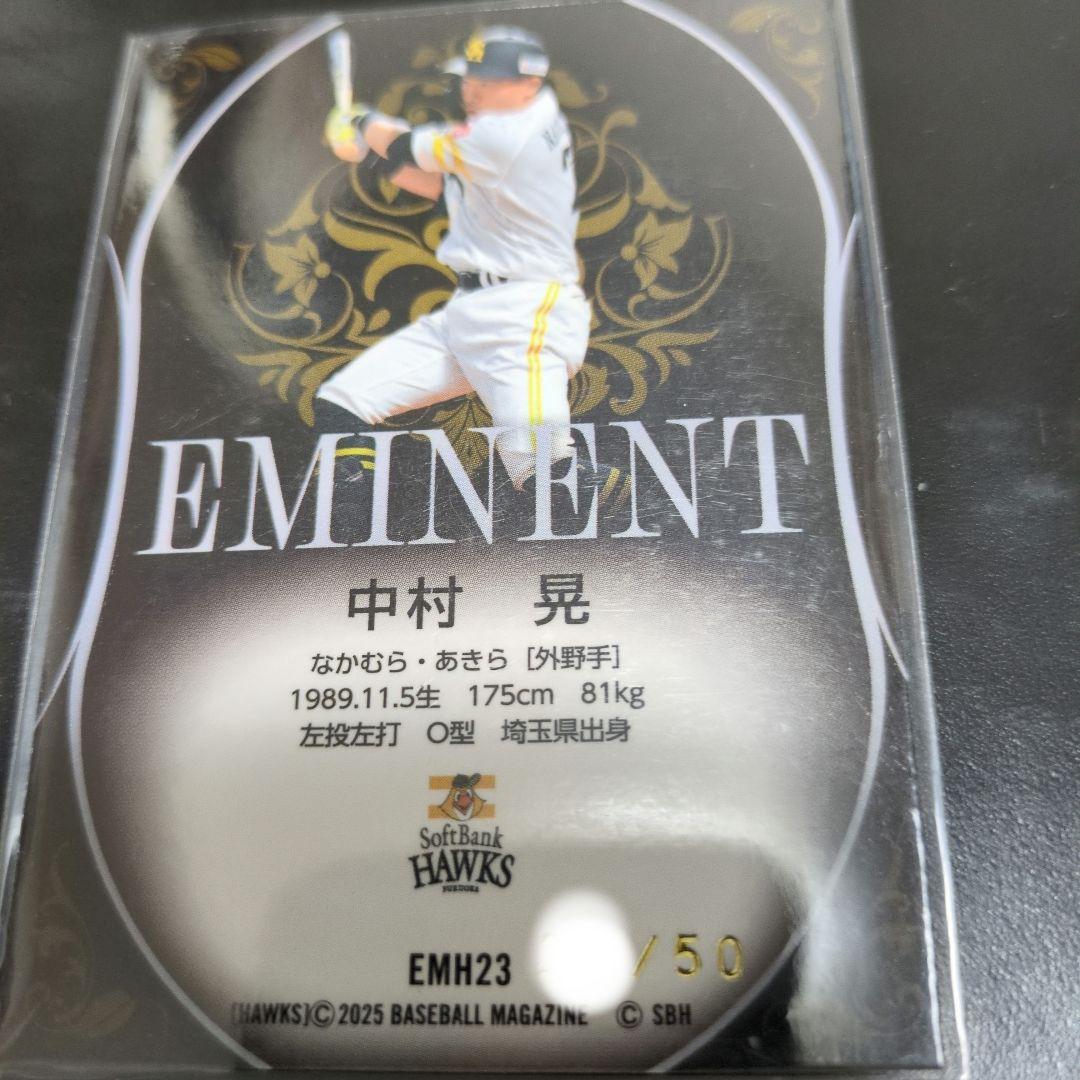 EMINENT
中村 晃
なかむら・あきら [外野手]
1989.11.5生 175cm 81kg
左投左打 O型 埼玉県出身
SoftBank
HAWKS
FUKUOKA
EMH23 /50
[HAWKS]© 2025 BASEBALL MAGAZINE © SBH